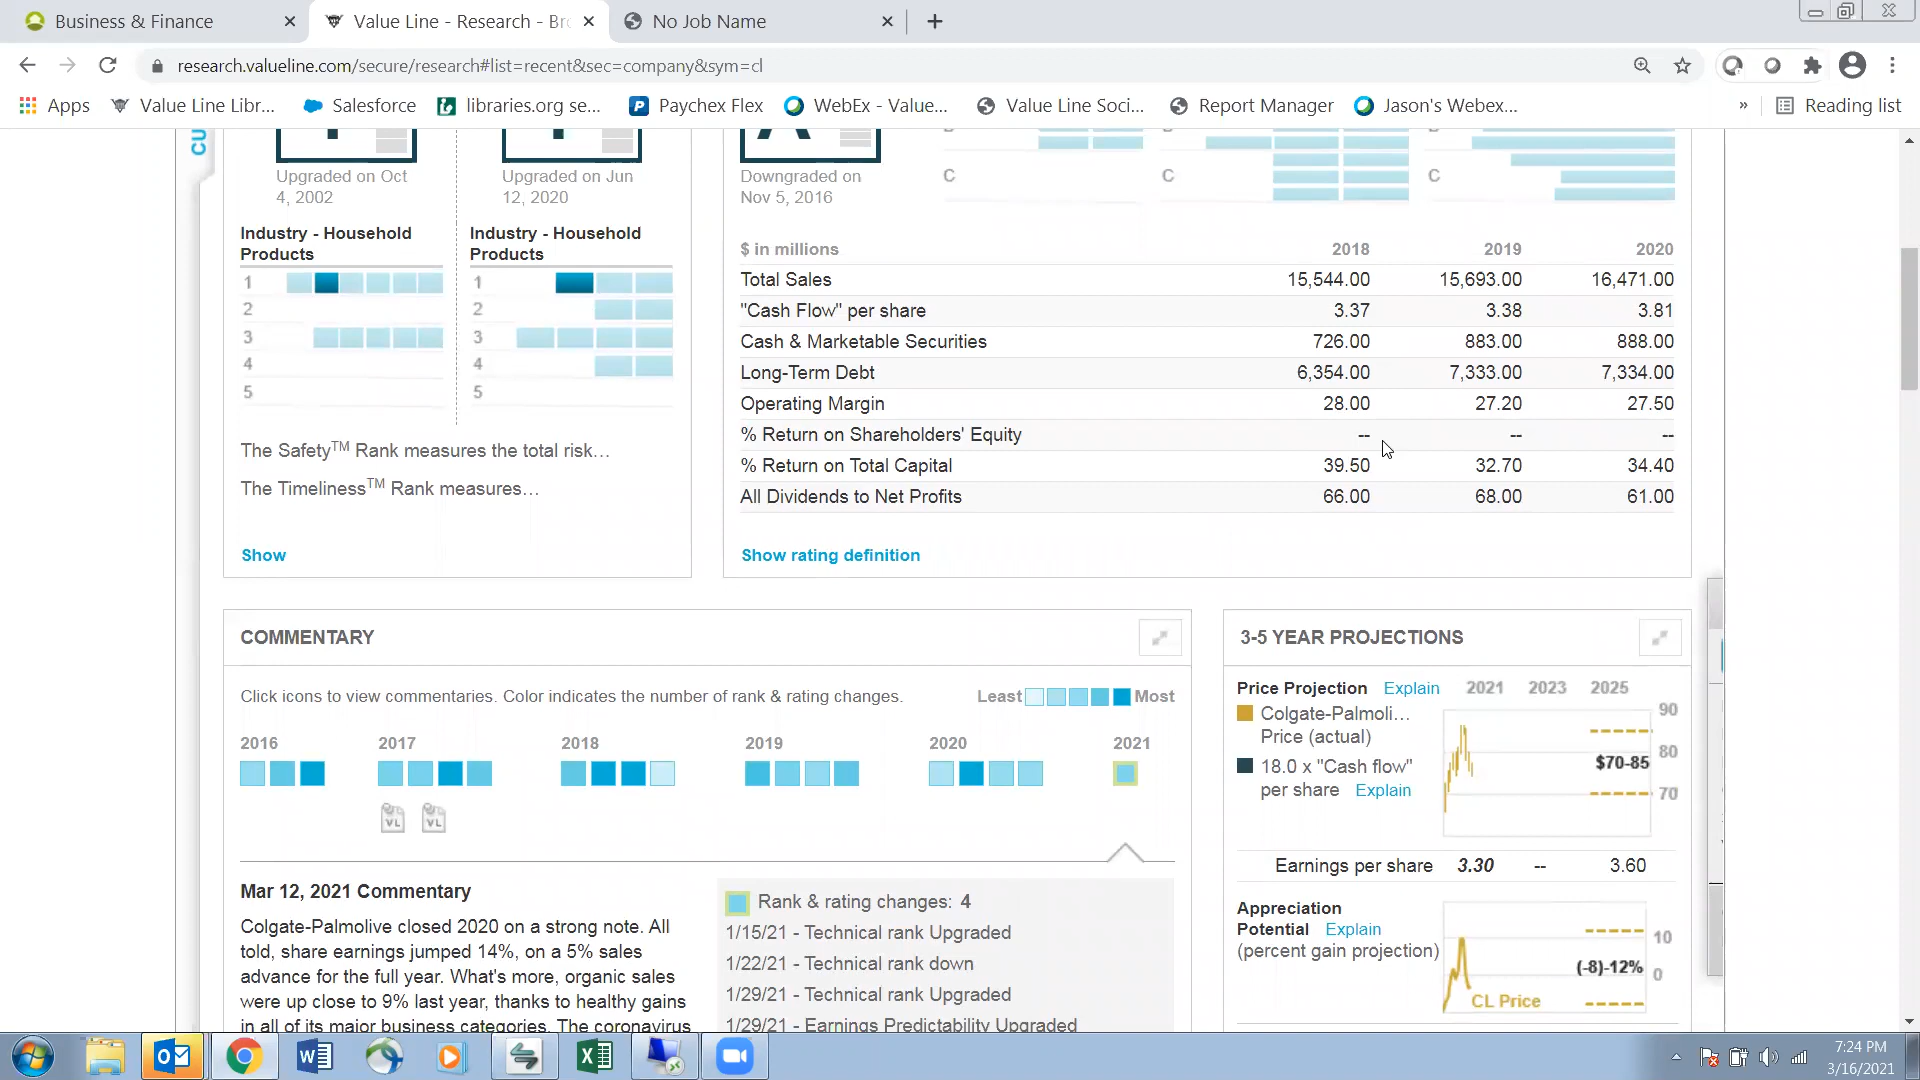 Business & Finance
Value Line - Research - Bro
No Job Name
research.valueline.com/secure/research#list=recent&sec=company&sym=cl
Apps
Value Line Libr...
Salesforce
libraries.org se...
Paychex Flex
WebEx - Value...
Value Line Soci...
Report Manager
Jason's Webex...
»
Reading list
CU
Upgraded on Oct
4, 2002
Upgraded on Jun
12, 2020
Industry - Household
Products
1
2
3
4
5
Industry - Household
Products
1
2
3
4
5
The Safety™ Rank measures the total risk…
The Timeliness™ Rank measures…
Show
Downgraded on
Nov 5, 2016
C
C
C
$ in millions 2018 2019 2020
Total Sales 15,544.00 15,693.00 16,471.00
"Cash Flow" per share 3.37 3.38 3.81
Cash & Marketable Securities 726.00 883.00 888.00
Long-Term Debt 6,354.00 7,333.00 7,334.00
Operating Margin 28.00 27.20 27.50
% Return on Shareholders' Equity -- -- --
% Return on Total Capital 39.50 32.70 34.40
All Dividends to Net Profits 66.00 68.00 61.00
Show rating definition
COMMENTARY
Click icons to view commentaries. Color indicates the number of rank & rating changes.
Least Most
2016 2017 2018 2019 2020 2021
VL VL
Mar 12, 2021 Commentary
Colgate-Palmolive closed 2020 on a strong note. All
told, share earnings jumped 14%, on a 5% sales
advance for the full year. What's more, organic sales
were up close to 9% last year, thanks to healthy gains
in all of its major business categories. The coronavirus
Rank & rating changes: 4
1/15/21 - Technical rank Upgraded
1/22/21 - Technical rank down
1/29/21 - Technical rank Upgraded
1/29/21 - Earnings Predictability Upgraded
3-5 YEAR PROJECTIONS
Price Projection Explain 2021 2023 2025
Colgate-Palmoli…
Price (actual)
18.0 x "Cash flow"
per share Explain
90
80
70
$70-85
Earnings per share 3.30 -- 3.60
Appreciation
Potential Explain
(percent gain projection)
10
0
(-8)-12%
CL Price
7:24 PM
3/16/2021